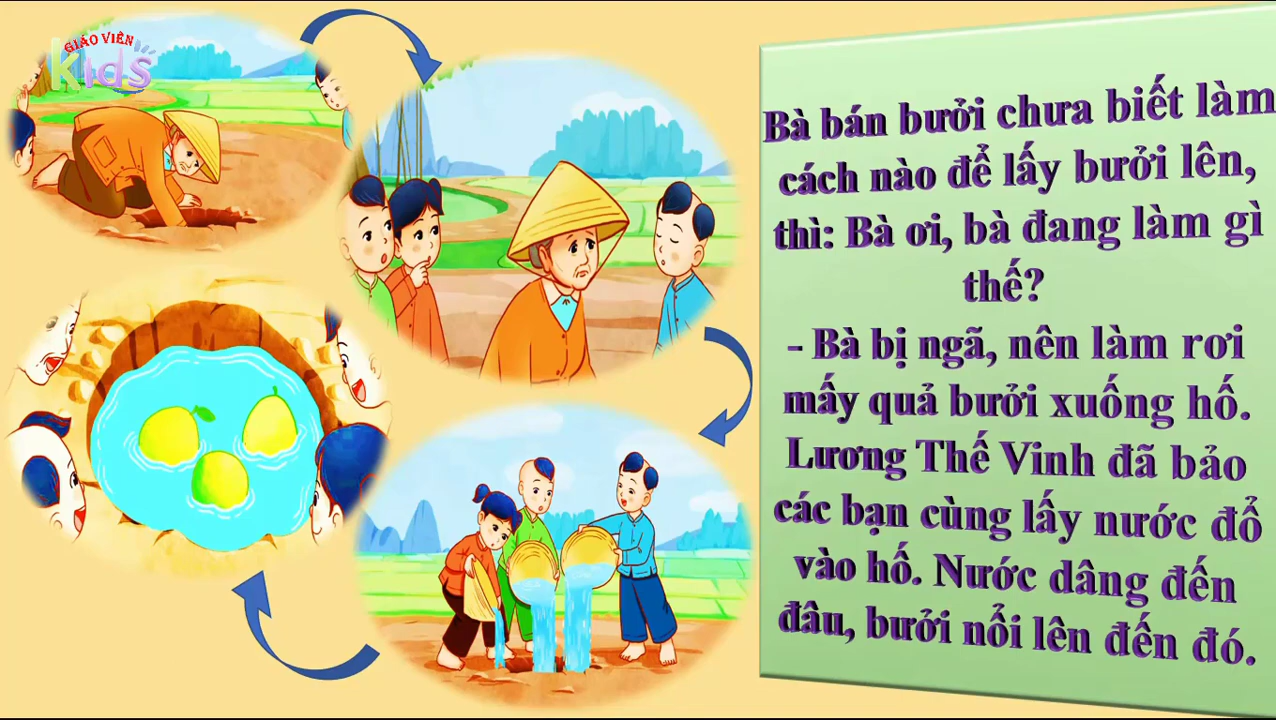 GIÁO VIÊN
Kids
Bà bán bưởi chưa biết làm
cách nào để lấy bưởi lên,
thì: Bà ơi, bà đang làm gì
thế?
- Bà bị ngã, nên làm rơi
mấy quả bưởi xuống hố.
Lương Thế Vinh đã bảo
các bạn cùng lấy nước đổ
vào hố. Nước dâng đến
đâu, bưởi nổi lên đến đó.